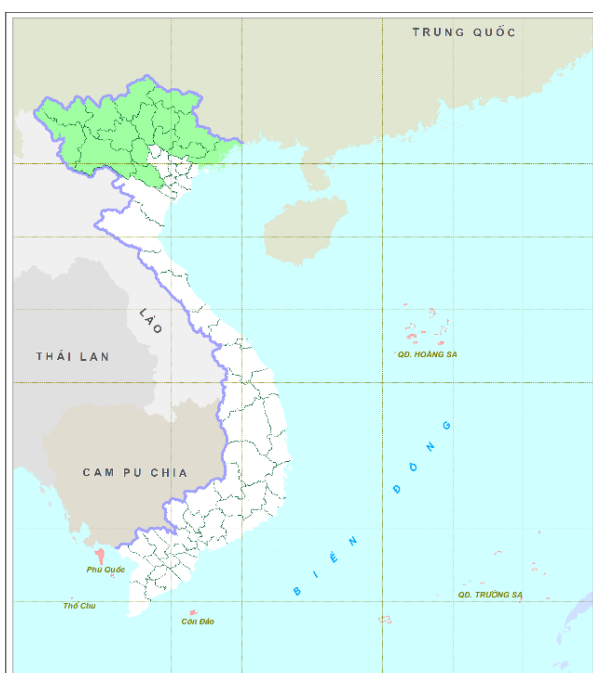 TRUNG QUỐC
LÀO
THÁI LAN
QĐ. HOÀNG SA
CAM PU CHIA
BIỂN ĐÔNG
Phú Quốc
Thổ Chu
Côn Đảo
QĐ. TRƯỜNG SA